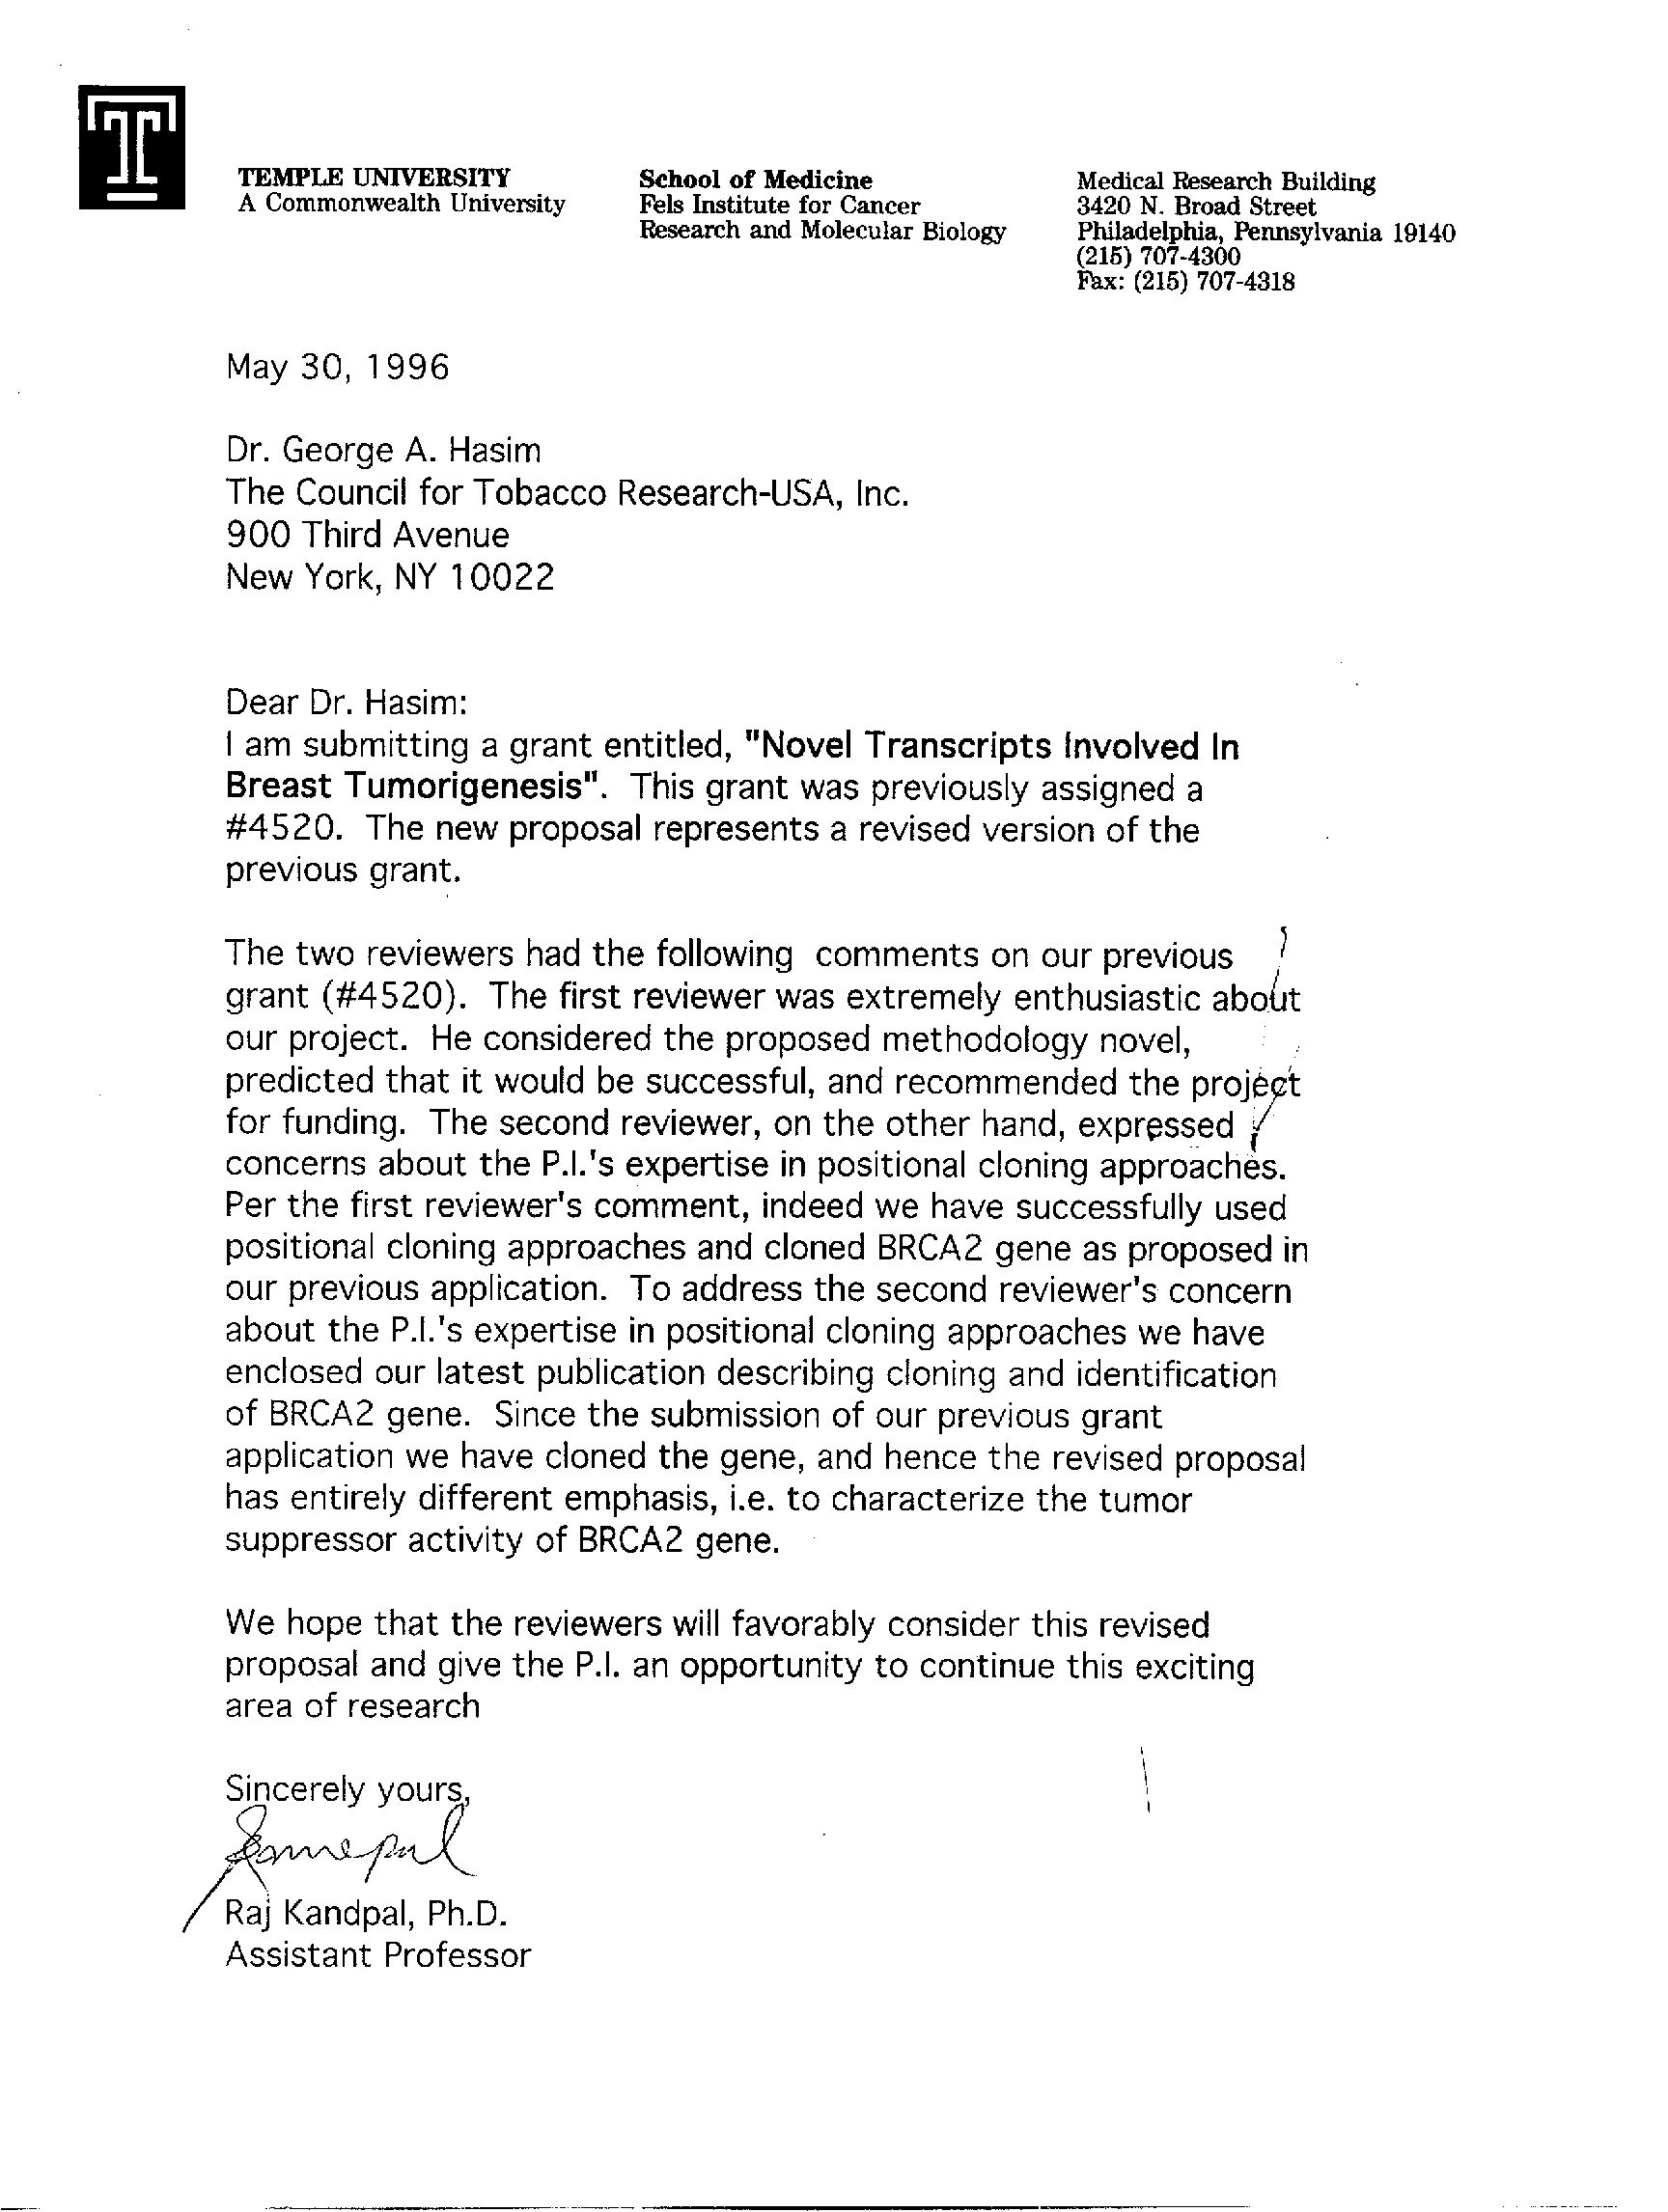 T
TEMPLE UNIVERSITY
A Commonwealth University
School of Medicine
Fels Institute for Cancer
Research and Molecular Biology
Medical Research Building
3420 N. Broad Street
Philadelphia, Pennsylvania 19140
(215) 707-4300
Fax: (215) 707-4318
May 30, 1996
Dr. George A. Hasim
The Council for Tobacco Research-USA, Inc.
900 Third Avenue
New York, NY 10022
Dear Dr. Hasim:
I am submitting a grant entitled, "Novel Transcripts Involved In
Breast Tumorigenesis". This grant was previously assigned a
#4520. The new proposal represents a revised version of the
previous grant.
The two reviewers had the following comments on our previous
grant (#4520). The first reviewer was extremely enthusiastic about
our project. He considered the proposed methodology novel,
predicted that it would be successful, and recommended the project
for funding. The second reviewer, on the other hand, expressed
concerns about the P.I.'s expertise in positional cloning approaches.
Per the first reviewer's comment, indeed we have successfully used
positional cloning approaches and cloned BRCA2 gene as proposed in
our previous application. To address the second reviewer's concern
about the P.I.'s expertise in positional cloning approaches we have
enclosed our latest publication describing cloning and identification
of BRCA2 gene. Since the submission of our previous grant
application we have cloned the gene, and hence the revised proposal
has entirely different emphasis, i.e. to characterize the tumor
suppressor activity of BRCA2 gene.
We hope that the reviewers will favorably consider this revised
proposal and give the P.I. an opportunity to continue this exciting
area of research
Sincerely yours,
Raj Kandpal, Ph.D.
Assistant Professor